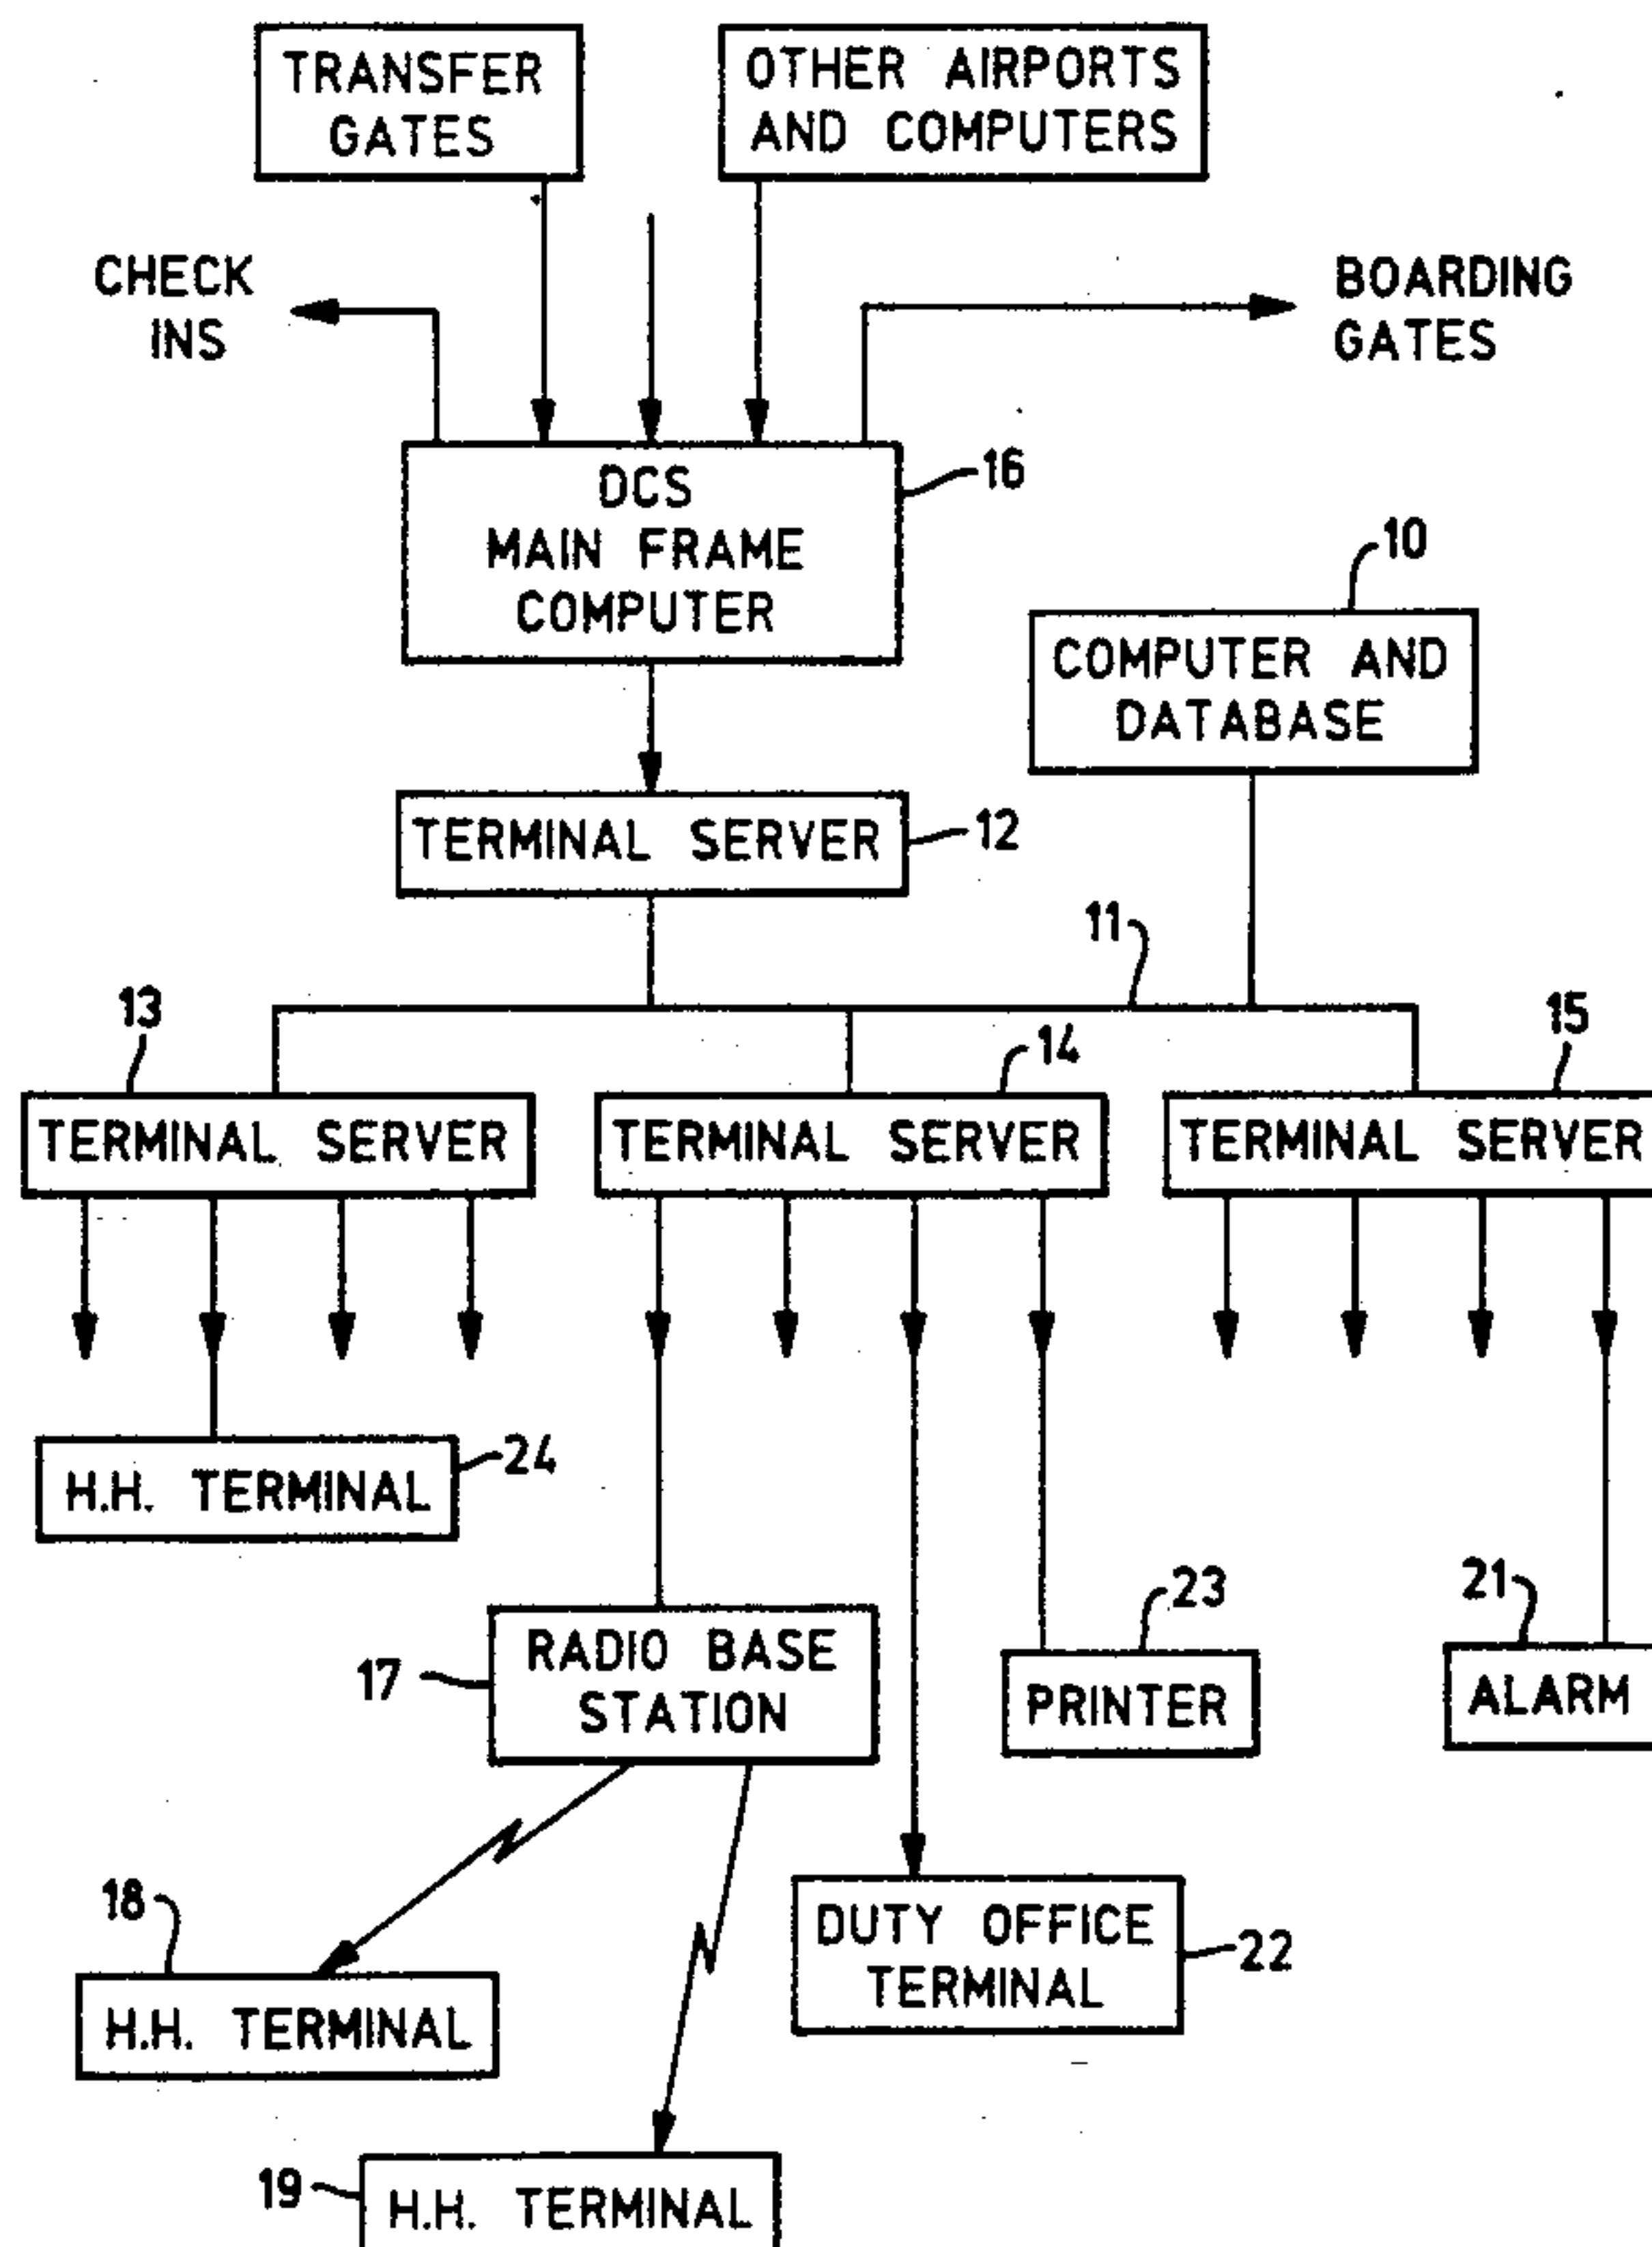 TRANSFER
GATES
OTHER AIRPORTS
AND COMPUTERS
CHECK
INS
BOARDING
GATES
DCS
MAIN FRAME
COMPUTER
16
10
COMPUTER AND
DATABASE
TERMINAL SERVER
12
11
13
14
15
TERMINAL SERVER
TERMINAL SERVER
TERMINAL SERVER
H.H. TERMINAL
24
17
RADIO BASE
STATION
23
PRINTER
21
ALARM
18
H.H. TERMINAL
DUTY OFFICE
TERMINAL
22
19
H.H. TERMINAL